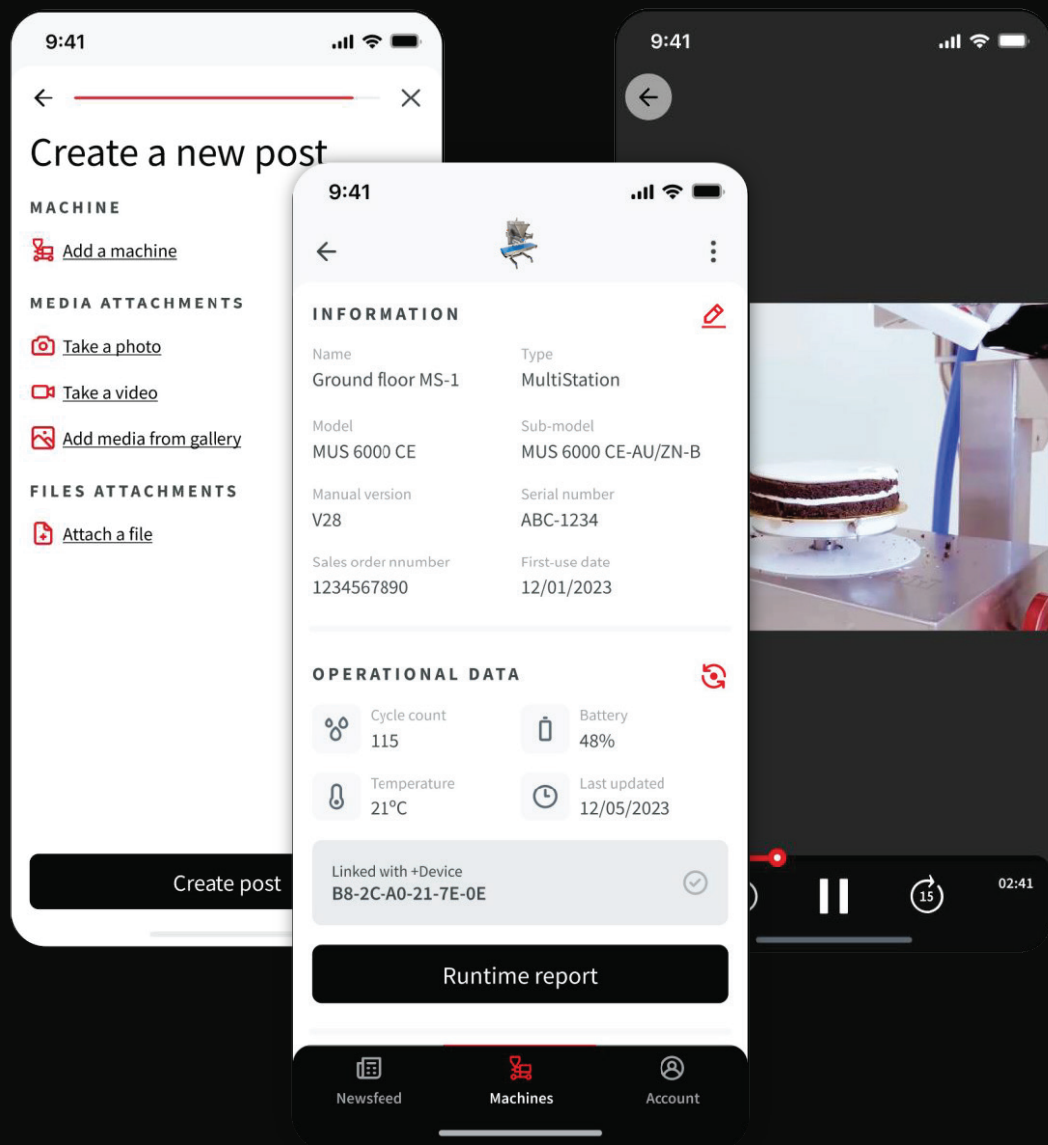 9:41
Create a new post
MACHINE
Add a machine
MEDIA ATTACHMENTS
Take a photo
Take a video
Add media from gallery
FILES ATTACHMENTS
Attach a file
Create post
9:41
INFORMATION
Name
Ground floor MS-1
Type
MultiStation
Model
MUS 6000 CE
Sub-model
MUS 6000 CE-AU/ZN-B
Manual version
V28
Serial number
ABC-1234
Sales order nnumber
1234567890
First-use date
12/01/2023
OPERATIONAL DATA
Cycle count
115
Battery
48%
Temperature
21°C
Last updated
12/05/2023
Linked with +Device
B8-2C-A0-21-7E-0E
Runtime report
Newsfeed
Machines
Account
9:41
15
02:41